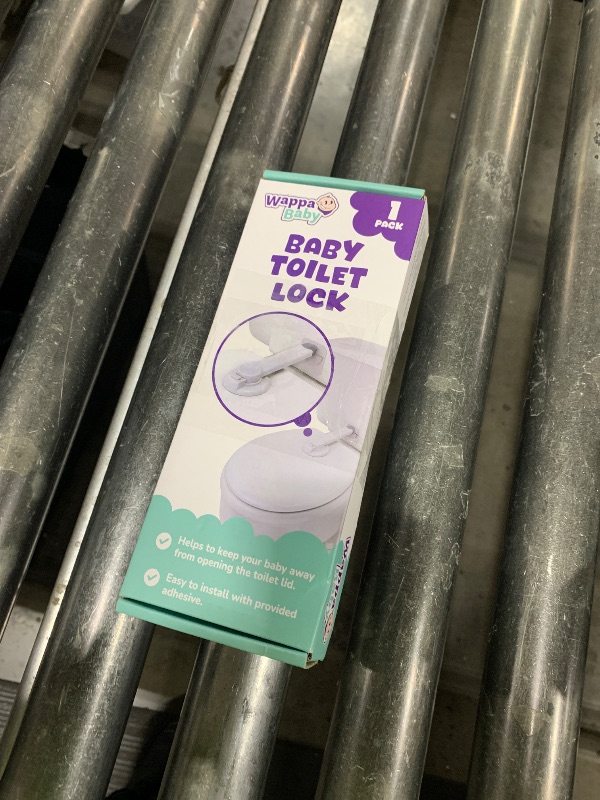 Wappa
Baby
1
PACK
BABY
TOILET
LOCK
Helps to keep your baby away
from opening the toilet lid.
Easy to install with provided
adhesive.